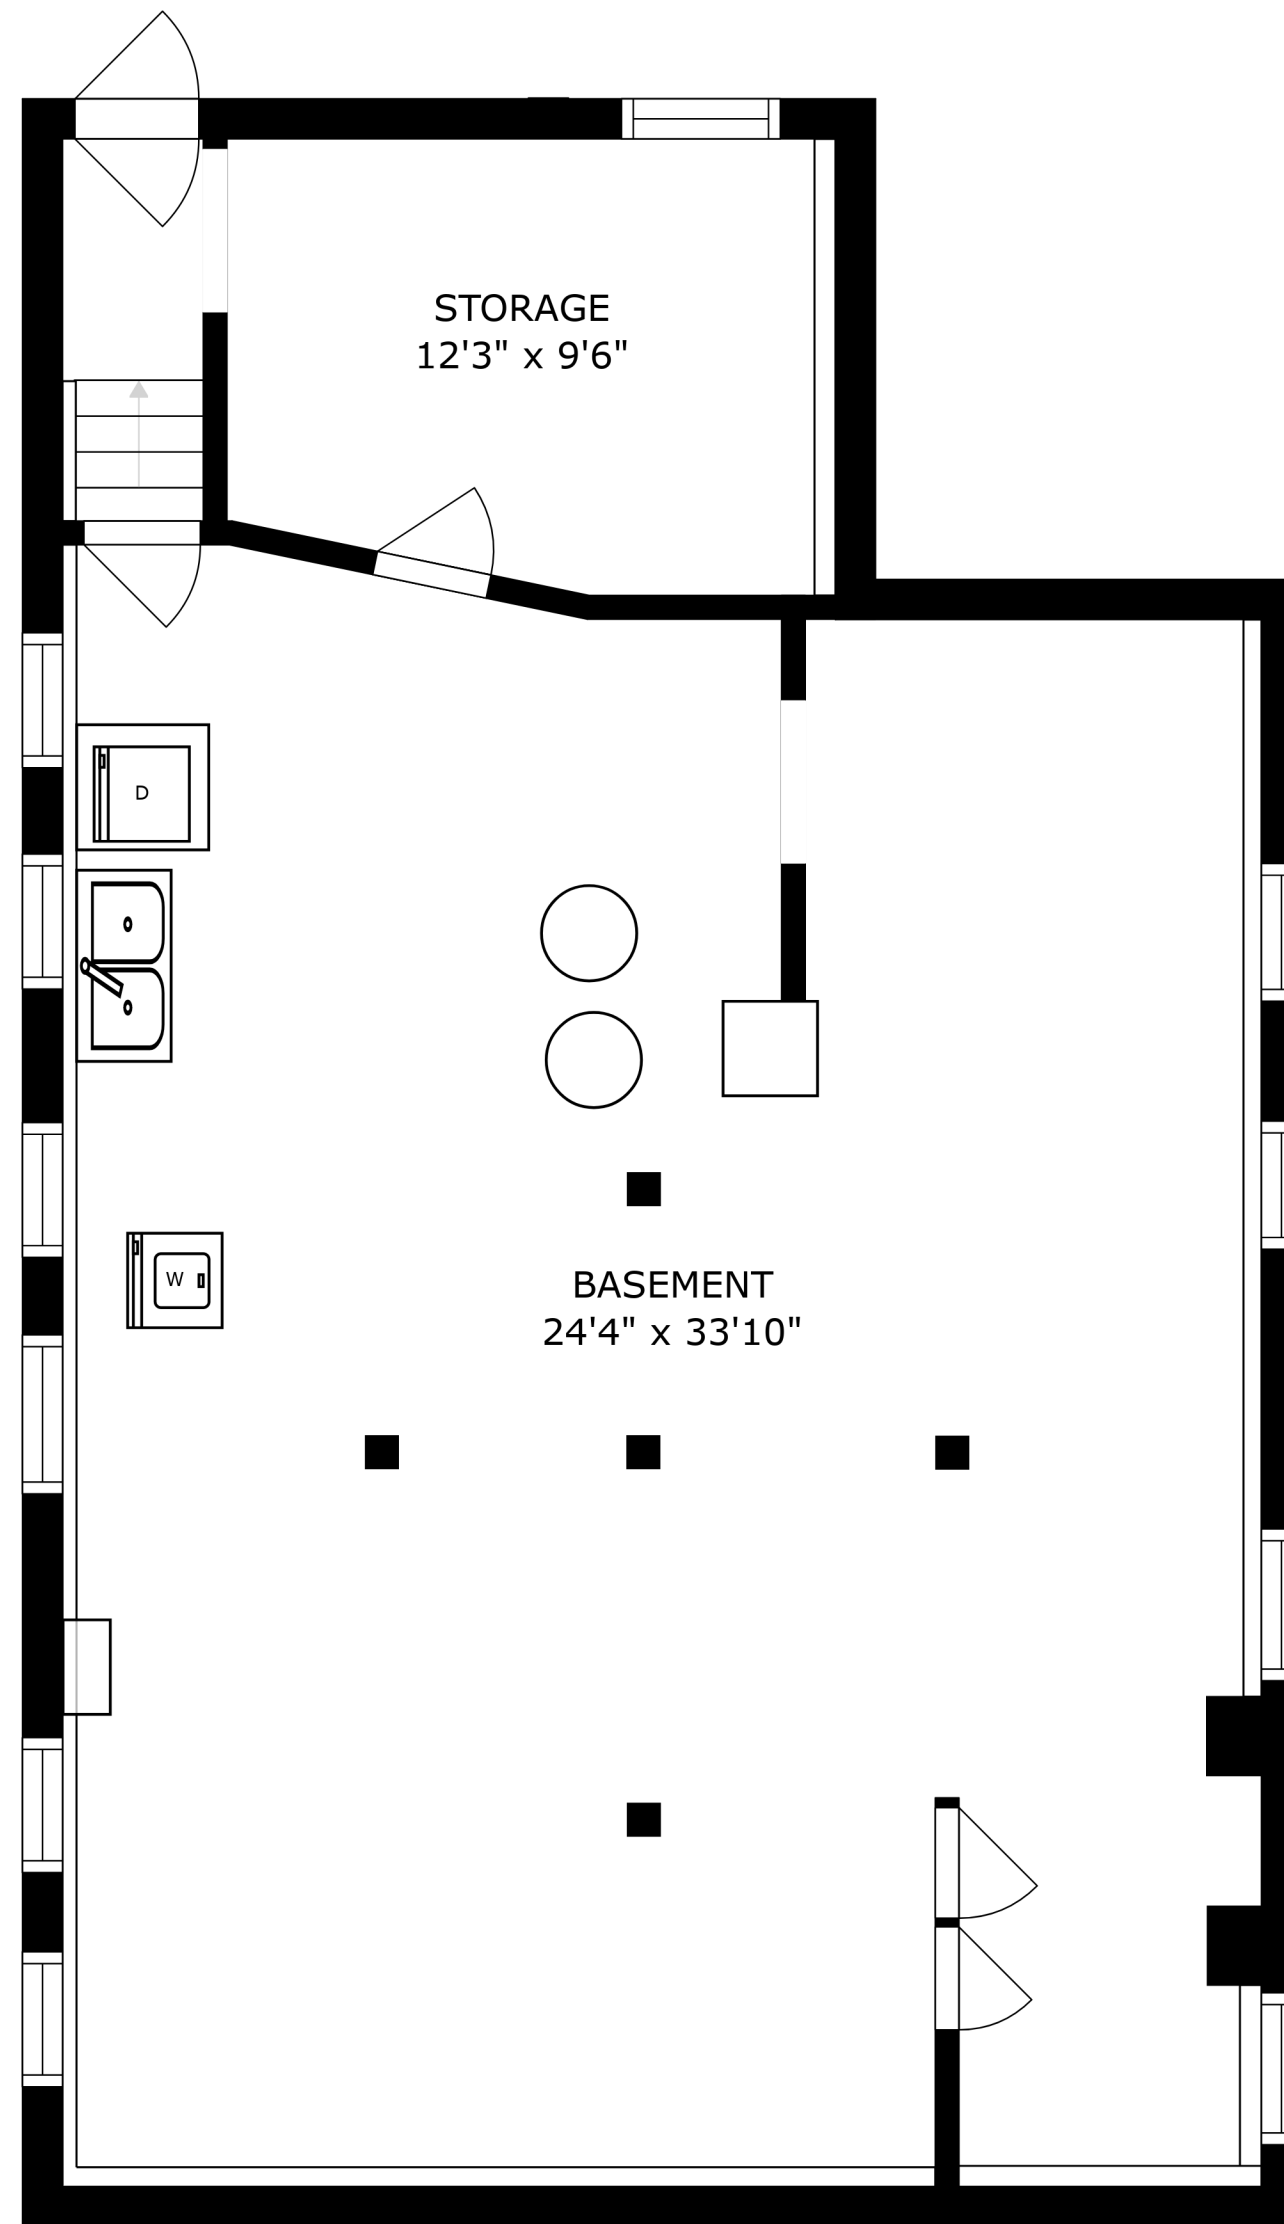 STORAGE
12'3" x 9'6"
D
W
BASEMENT
24'4" x 33'10"